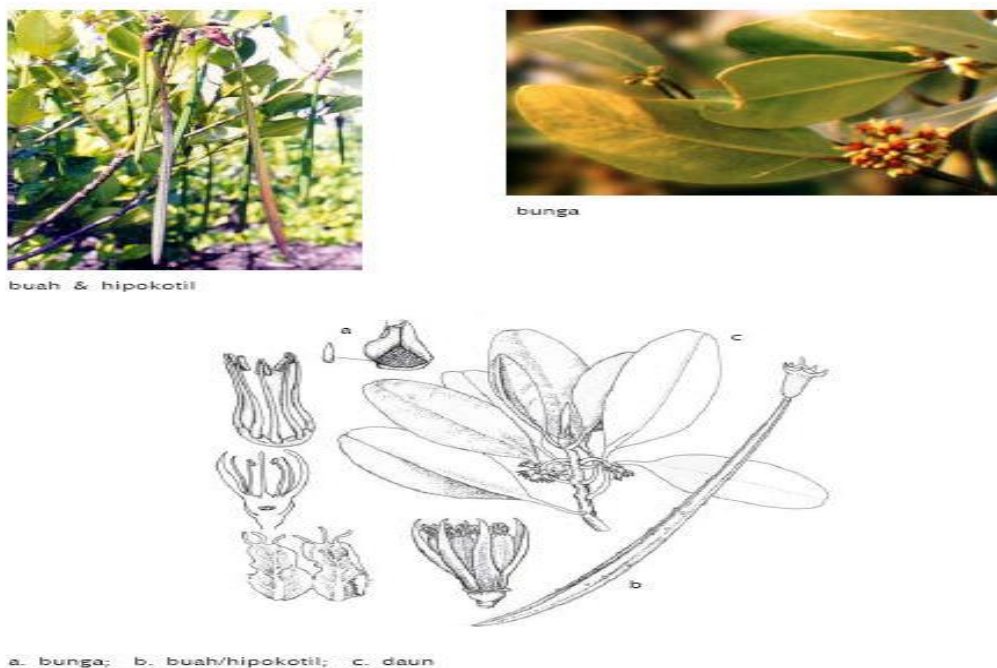 bunga
buah & hipokotil
a
c
b
a. bunga; b. buah/hipokotil; c. daun